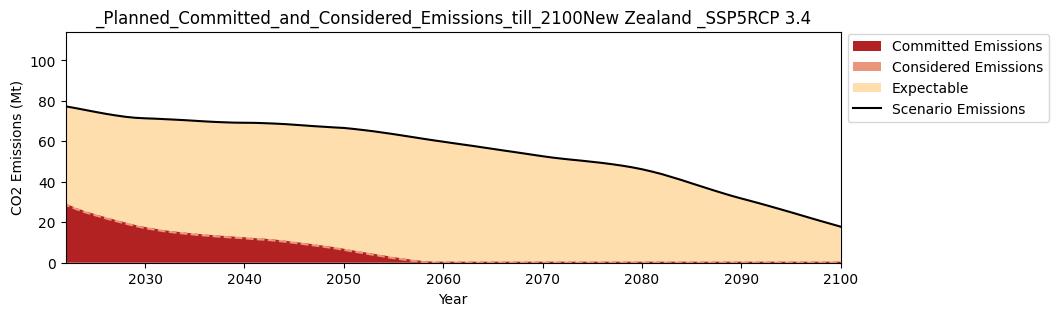 _Planned_Committed_and_Considered_Emissions_till_2100New Zealand _SSP5RCP 3.4
CO2 Emissions (Mt)
100
80
60
40
20
0
2030 2040 2050 2060 2070 2080 2090 2100
Year
Committed Emissions
Considered Emissions
Expectable
Scenario Emissions